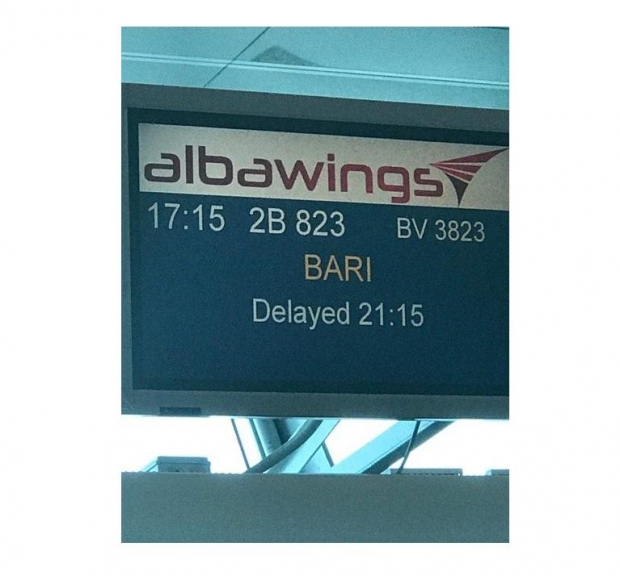 albawings
17:15 2B 823 BV 3823
BARI
Delayed 21:15